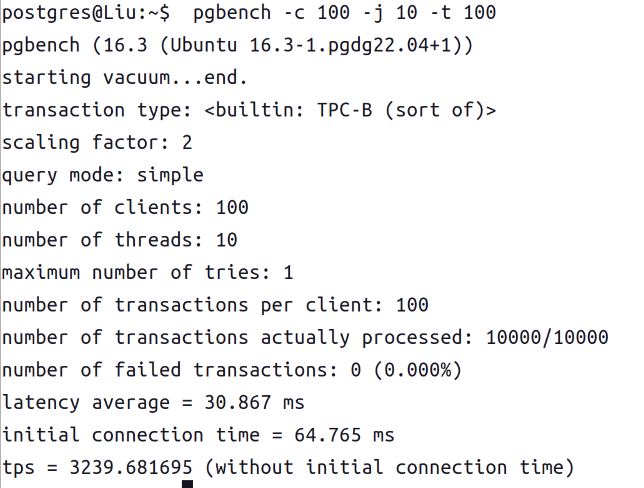 postgres@Liu:~$  pgbench -c 100 -j 10 -t 100
pgbench (16.3 (Ubuntu 16.3-1.pgdg22.04+1))
starting vacuum...end.
transaction type: <builtin: TPC-B (sort of)>
scaling factor: 2
query mode: simple
number of clients: 100
number of threads: 10
maximum number of tries: 1
number of transactions per client: 100
number of transactions actually processed: 10000/10000
number of failed transactions: 0 (0.000%)
latency average = 30.867 ms
initial connection time = 64.765 ms
tps = 3239.681695 (without initial connection time)